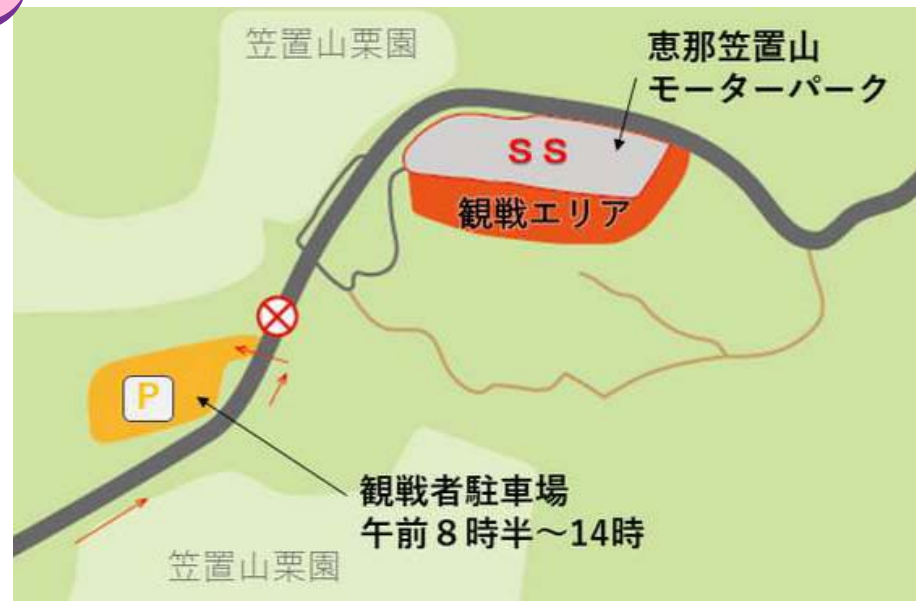 笠置山栗園
恵那笠置山
モーターパーク
ＳＳ
観戦エリア
P
観戦者駐車場
午前８時半～14時
笠置山栗園